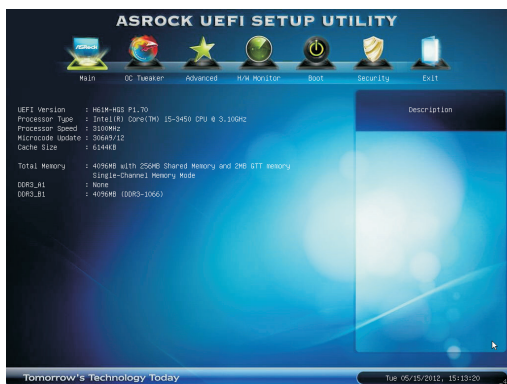 ASROCK UEFI SETUP UTILITY
ASRock
Main OC Tweaker Advanced H/W Monitor Boot Security Exit
UEFI Version : H61M-HGS P1.70
Processor Type : Intel(R) Core(TM) i5-3450 CPU @ 3.10GHz
Processor Speed : 3100MHz
Microcode Update : 306A9/12
Cache Size : 6144KB
Total Memory : 4096MB with 256MB Shared Memory and 2MB GTT memory
Single-Channel Memory Mode
DDR3_A1 : None
DDR3_B1 : 4096MB (DDR3-1066)
Description
Tomorrow's Technology Today
Tue 05/15/2012, 15:13:20